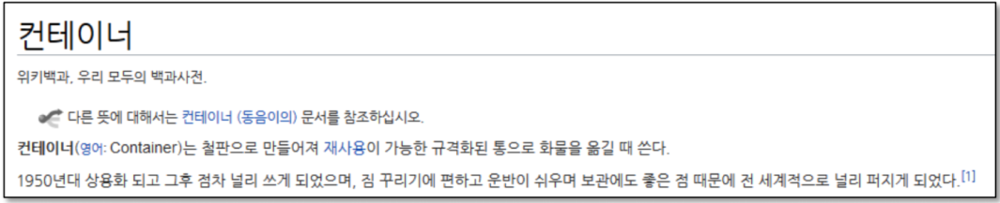 컨테이너
위키백과, 우리 모두의 백과사전.
다른 뜻에 대해서는 컨테이너 (동음이의) 문서를 참조하십시오.
컨테이너(영어: Container)는 철판으로 만들어져 재사용이 가능한 규격화된 통으로 화물을 옮길 때 쓴다.
1950년대 상용화 되고 그후 점차 널리 쓰게 되었으며, 짐 꾸리기에 편하고 운반이 쉬우며 보관에도 좋은 점 때문에 전 세계적으로 널리 퍼지게 되었다.[1]